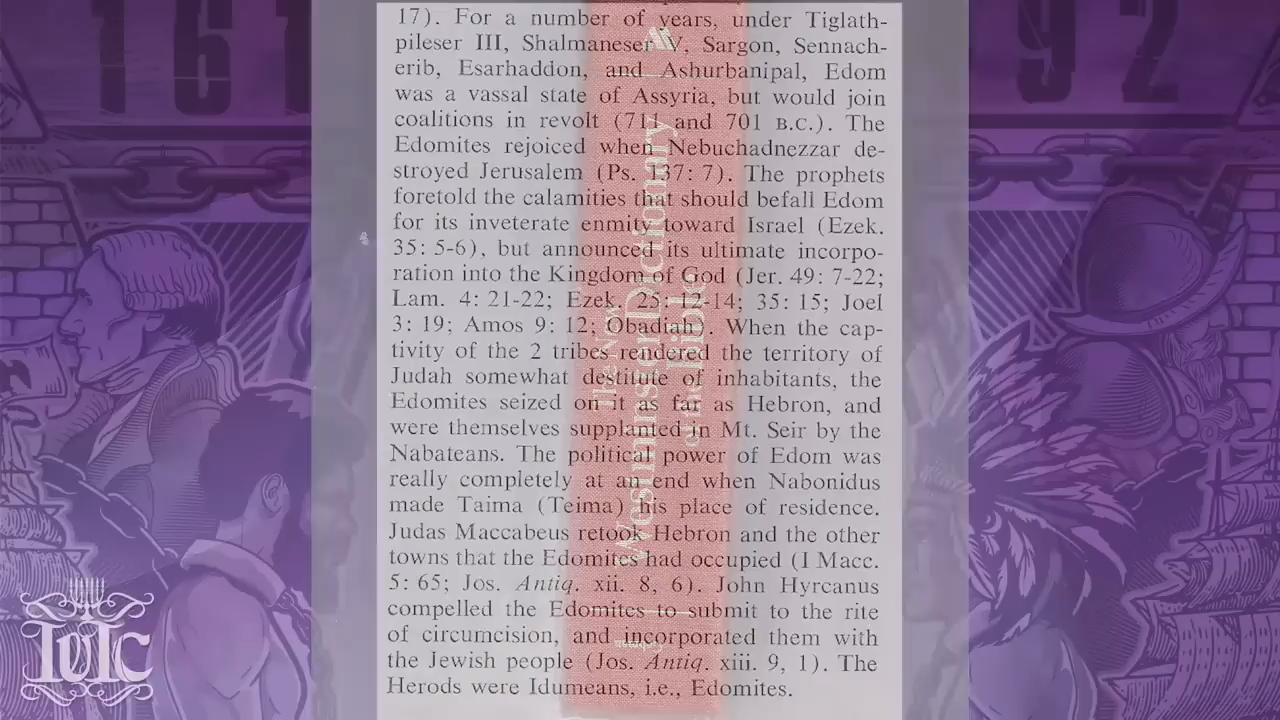 161
92
17). For a number of years, under Tiglath-
pileser III, Shalmaneser V, Sargon, Sennach-
erib, Esarhaddon, and Ashurbanipal, Edom
was a vassal state of Assyria, but would join
coalitions in revolt (711 and 701 B.C.). The
Edomites rejoiced when Nebuchadnezzar de-
stroyed Jerusalem (Ps. 137: 7). The prophets
foretold the calamities that should befall Edom
for its inveterate enmity toward Israel (Ezek.
35: 5-6), but announced its ultimate incorpo-
ration into the Kingdom of God (Jer. 49: 7-22;
Lam. 4: 21-22; Ezek. 25: 12-14; 35: 15; Joel
3: 19; Amos 9: 12; Obadiah). When the cap-
tivity of the 2 tribes rendered the territory of
Judah somewhat destitute of inhabitants, the
Edomites seized on it as far as Hebron, and
were themselves supplanted in Mt. Seir by the
Nabateans. The political power of Edom was
really completely at an end when Nabonidus
made Taima (Teima) his place of residence.
Judas Maccabeus retook Hebron and the other
towns that the Edomites had occupied (I Macc.
5: 65; Jos. Antiq. xii. 8, 6). John Hyrcanus
compelled the Edomites to submit to the rite
of circumcision, and incorporated them with
the Jewish people (Jos. Antiq. xiii. 9, 1). The
Herods were Idumeans, i.e., Edomites.
The New
Westminster Dictionary
of the Bible
IUIC